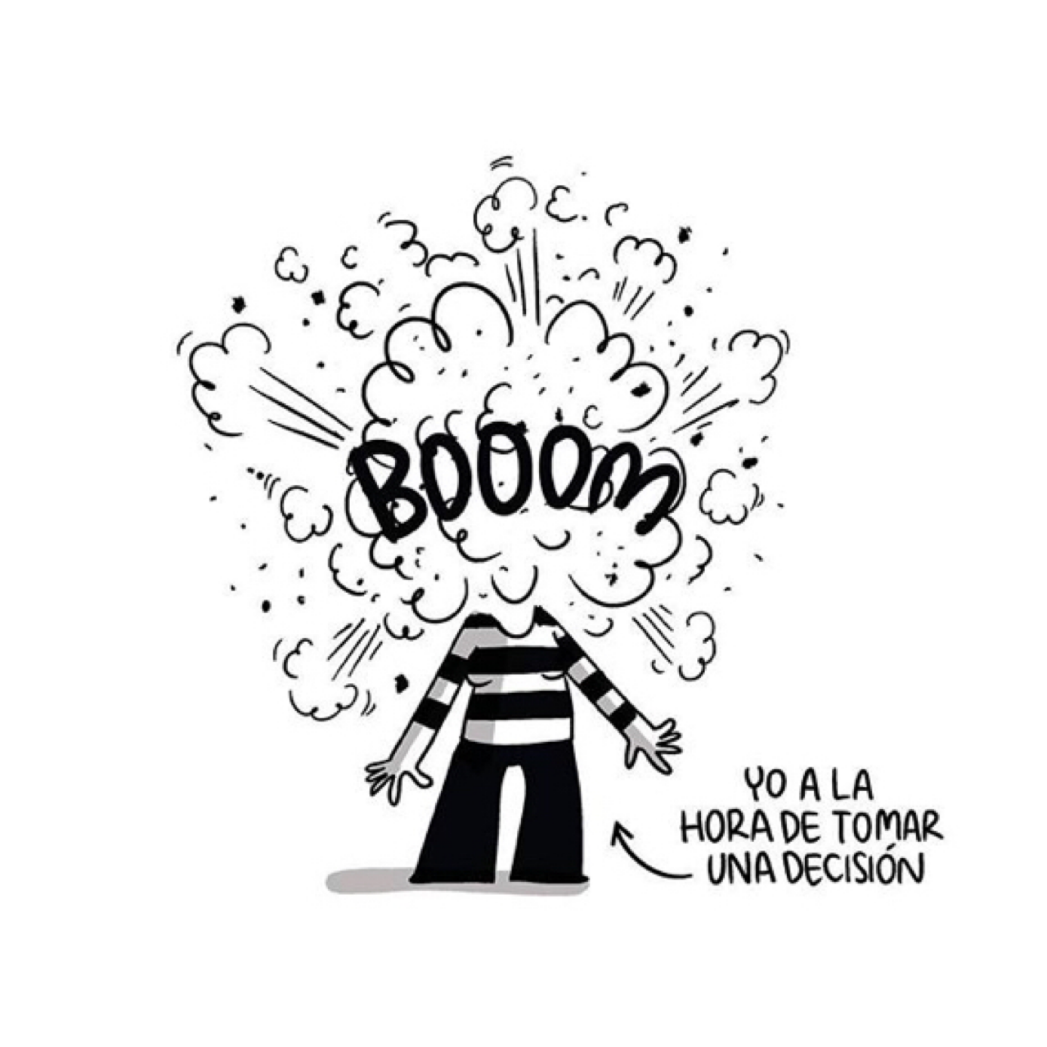 BOOOM
YO A LA
HORA DE TOMAR
UNA DECISIÓN